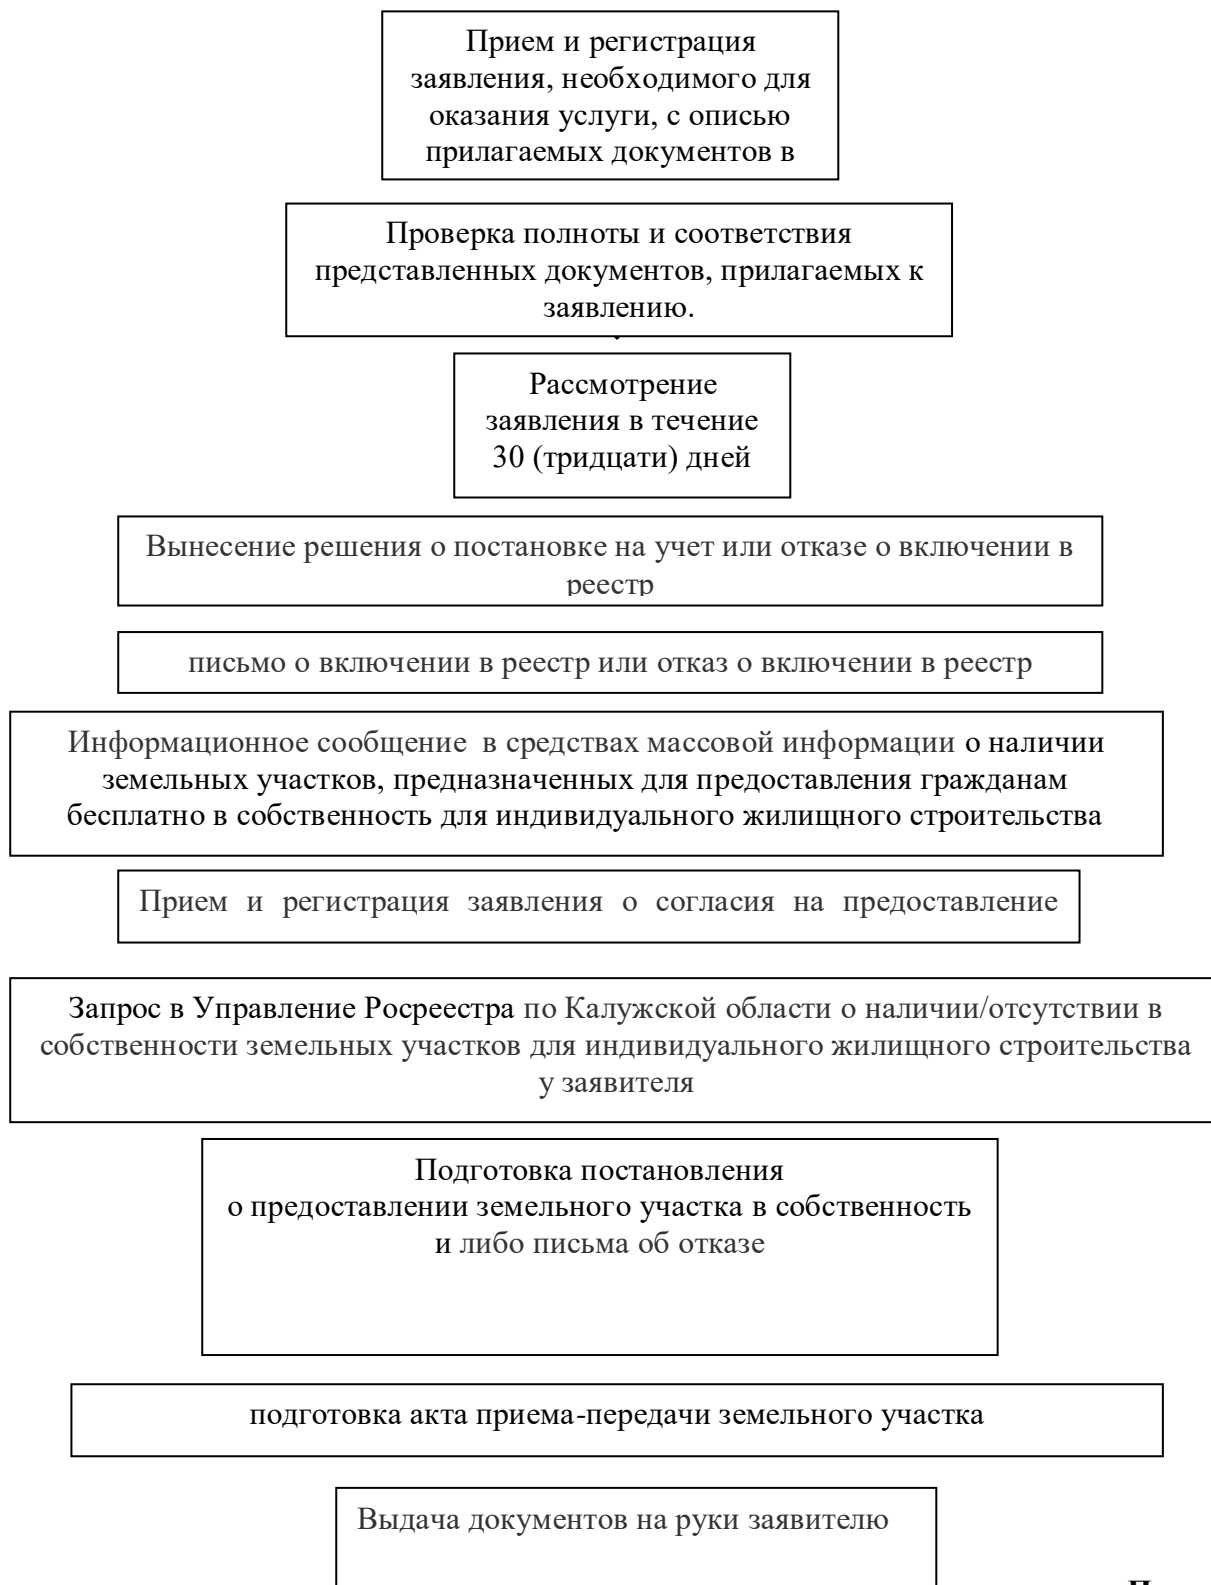 Прием и регистрация
заявления, необходимого для
оказания услуги, с описью
прилагаемых документов в
Проверка полноты и соответствия
представленных документов, прилагаемых к
заявлению.
Рассмотрение
заявления в течение
30 (тридцати) дней
Вынесение решения о постановке на учет или отказе о включении в
реестр
письмо о включении в реестр или отказ о включении в реестр
Информационное сообщение в средствах массовой информации о наличии
земельных участков, предназначенных для предоставления гражданам
бесплатно в собственность для индивидуального жилищного строительства
Прием и регистрация заявления о согласия на предоставление
Запрос в Управление Росреестра по Калужской области о наличии/отсутствии в
собственности земельных участков для индивидуального жилищного строительства
у заявителя
Подготовка постановления
о предоставлении земельного участка в собственность
и либо письма об отказе
подготовка акта приема-передачи земельного участка
Выдача документов на руки заявителю